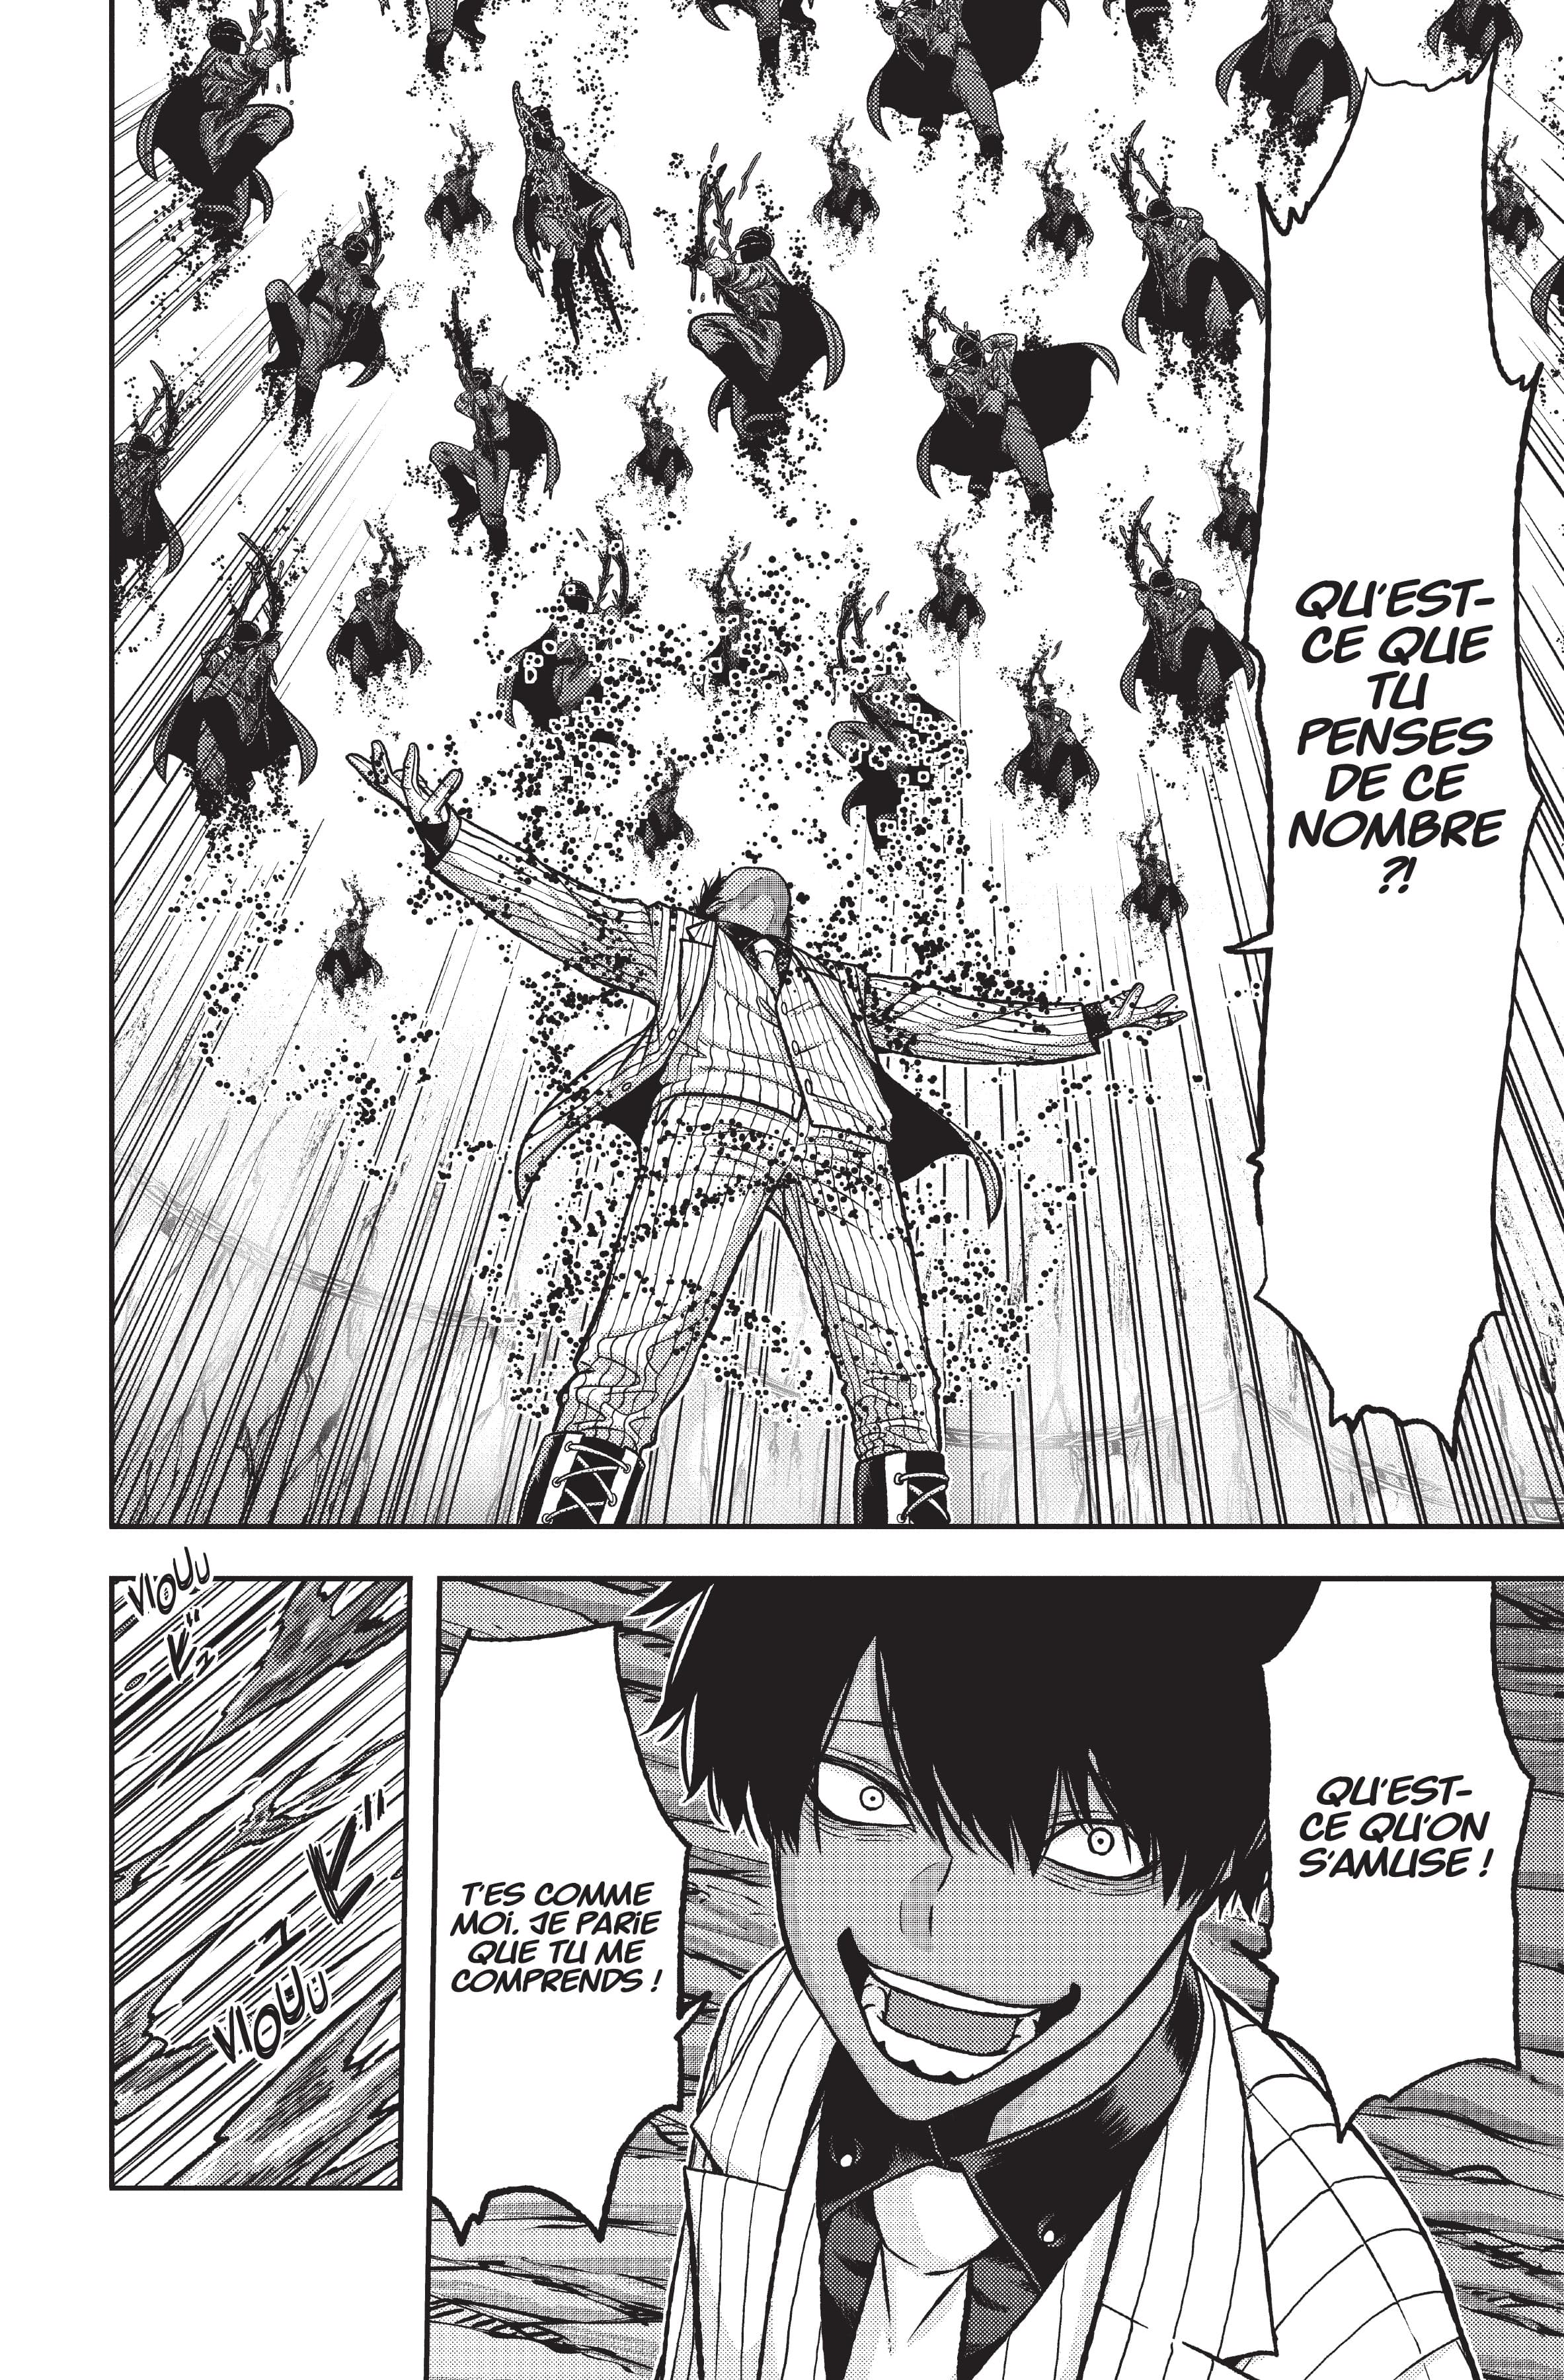 QU'EST-
CE QUE
TU
PENSES
DE CE
NOMBRE
?!
QU'EST-
CE QU'ON
S'AMUSE !
T'ES COMME
MOI. JE PARIE
QUE TU ME
COMPRENDS !
VIOUU
VIOUU